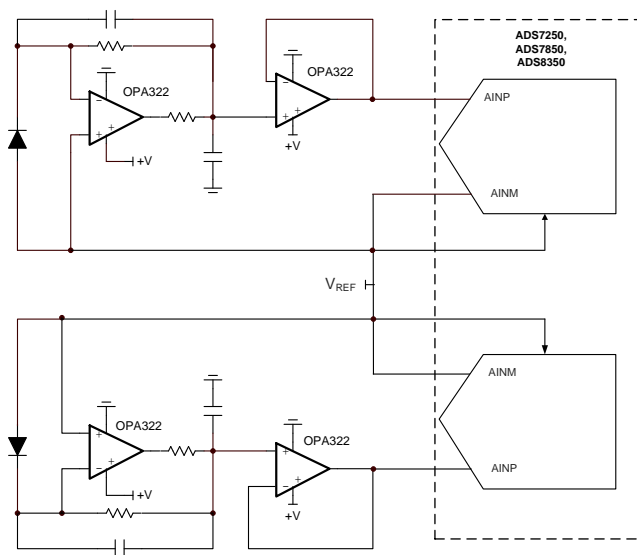 ADS7250,
ADS7850,
ADS8350
OPA322
OPA322
AINP
−
+
+V
−
+
+V
AINM
VREF
AINM
OPA322
OPA322
+
−
+V
+
−
+V
AINP